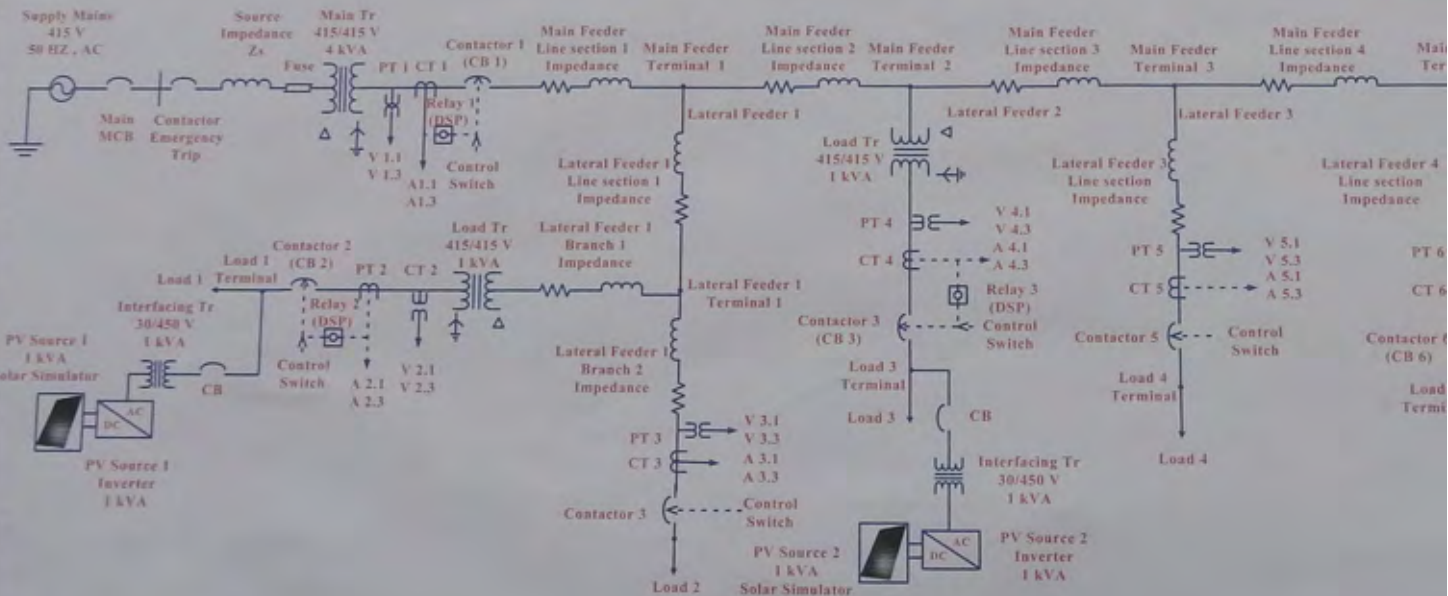 Supply Mains
415 V
50 HZ , AC
Source
Impedance
Zs
Fuse
Main Tr
415/415 V
4 kVA
PT 1
CT 1
Contactor 1
(CB 1)
Main Feeder
Line section 1
Impedance
Main Feeder
Terminal 1
Main Feeder
Line section 2
Impedance
Main Feeder
Terminal 2
Main Feeder
Line section 3
Impedance
Main Feeder
Terminal 3
Main Feeder
Line section 4
Impedance
Main
MCB
Contactor
Emergency
Trip
Relay 1
(DSP)
V 1.1
V 1.3
A1.1
A1.3
Control
Switch
Lateral Feeder 1
Lateral Feeder 2
Lateral Feeder 3
Lateral Feeder 1
Line section 1
Impedance
Load Tr
415/415 V
1 kVA
Lateral Feeder 3
Line section
Impedance
Lateral Feeder 4
Line section
Impedance
Load 1
Load 1
Terminal
Contactor 2
(CB 2)
PT 2
CT 2
Load Tr
415/415 V
1 kVA
Lateral Feeder 1
Branch 1
Impedance
Lateral Feeder 1
Terminal 1
PT 4
V 4.1
V 4.3
CT 4
A 4.1
A 4.3
Relay 3
(DSP)
Control
Switch
Contactor 3
(CB 3)
PT 5
V 5.1
V 5.3
CT 5
A 5.1
A 5.3
Contactor 5
Control
Switch
PT 6
CT 6
Contactor 6
(CB 6)
Interfacing Tr
30/450 V
1 kVA
Relay 2
(DSP)
Control
Switch
A 2.1
A 2.3
V 2.1
V 2.3
PV Source 1
1 kVA
Solar Simulator
CB
AC
DC
PV Source 1
Inverter
1 kVA
Lateral Feeder 1
Branch 2
Impedance
PT 3
V 3.1
V 3.3
CT 3
A 3.1
A 3.3
Contactor 3
Control
Switch
Load 2
Load 3
Terminal
Load 3
CB
Interfacing Tr
30/450 V
1 kVA
PV Source 2
1 kVA
Solar Simulator
AC
DC
PV Source 2
Inverter
1 kVA
Load 4
Terminal
Load 4
Load